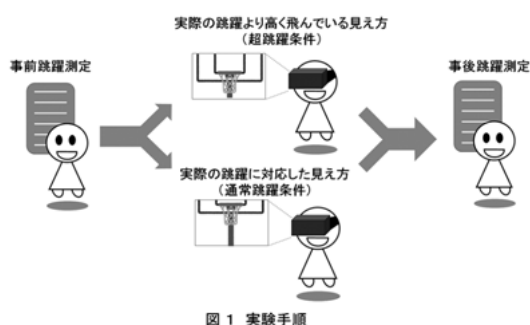 実際の跳躍より高く飛んでいる見え方
(超跳躍条件)
事前跳躍測定
事後跳躍測定
実際の跳躍に対応した見え方
(通常跳躍条件)
図 1 実験手順